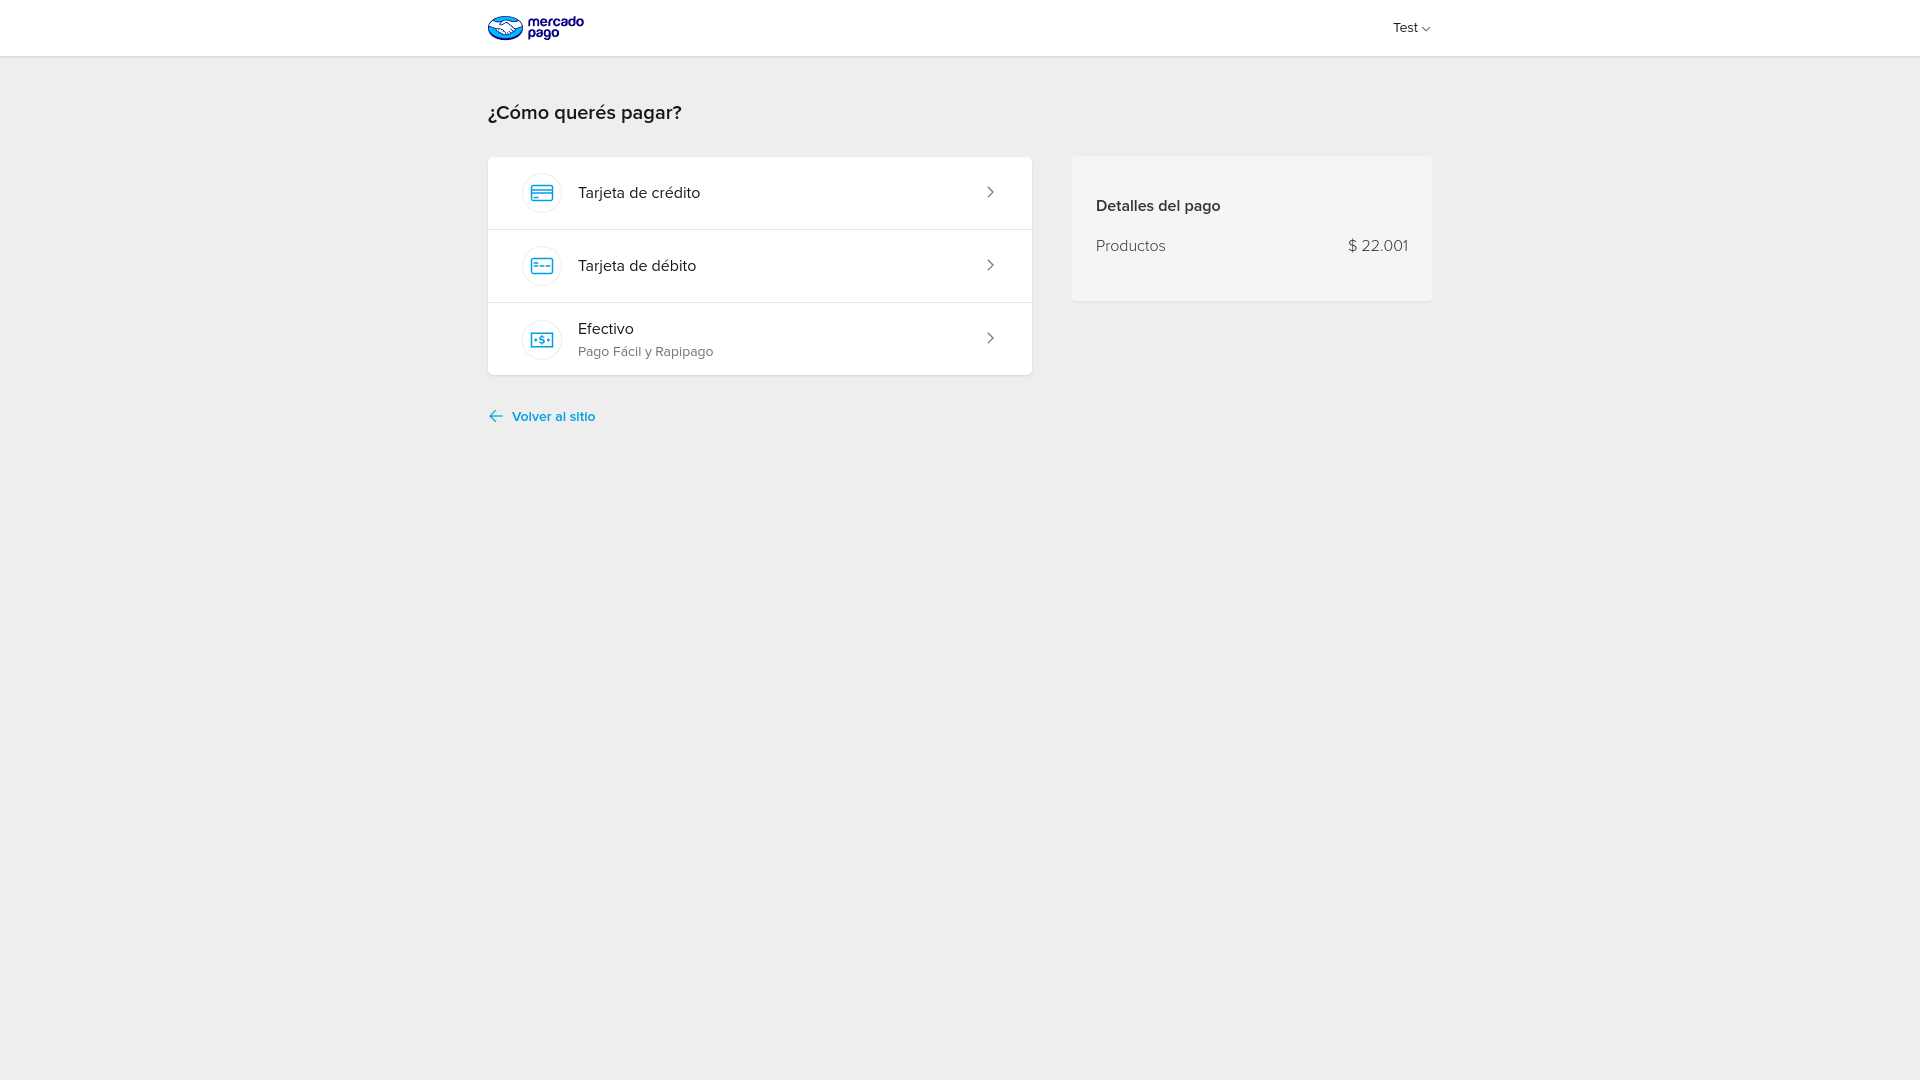 mercado
pago
Test
¿Cómo querés pagar?
Tarjeta de crédito
Tarjeta de débito
Efectivo
Pago Fácil y Rapipago
Volver al sitio
Detalles del pago
Productos $ 22.001